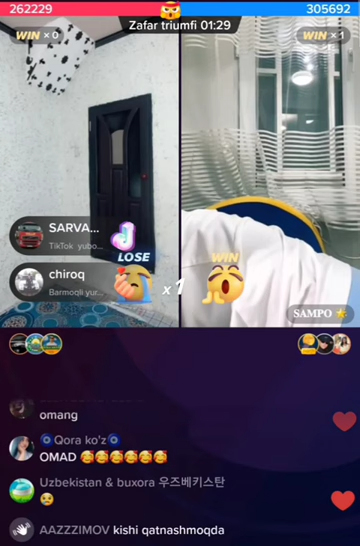 262229
305692
Zafar triumfi 01:29
WIN × 0
WIN × 1
SARVA...
TikTok yubo...
LOSE
WIN
chiroq
Barmoqli yur...
x 1
SAMPO
omang
Qora ko'z
OMAD
Uzbekistan & buxora 우즈베키스탄
AAZZZIMOV kishi qatnashmoqda